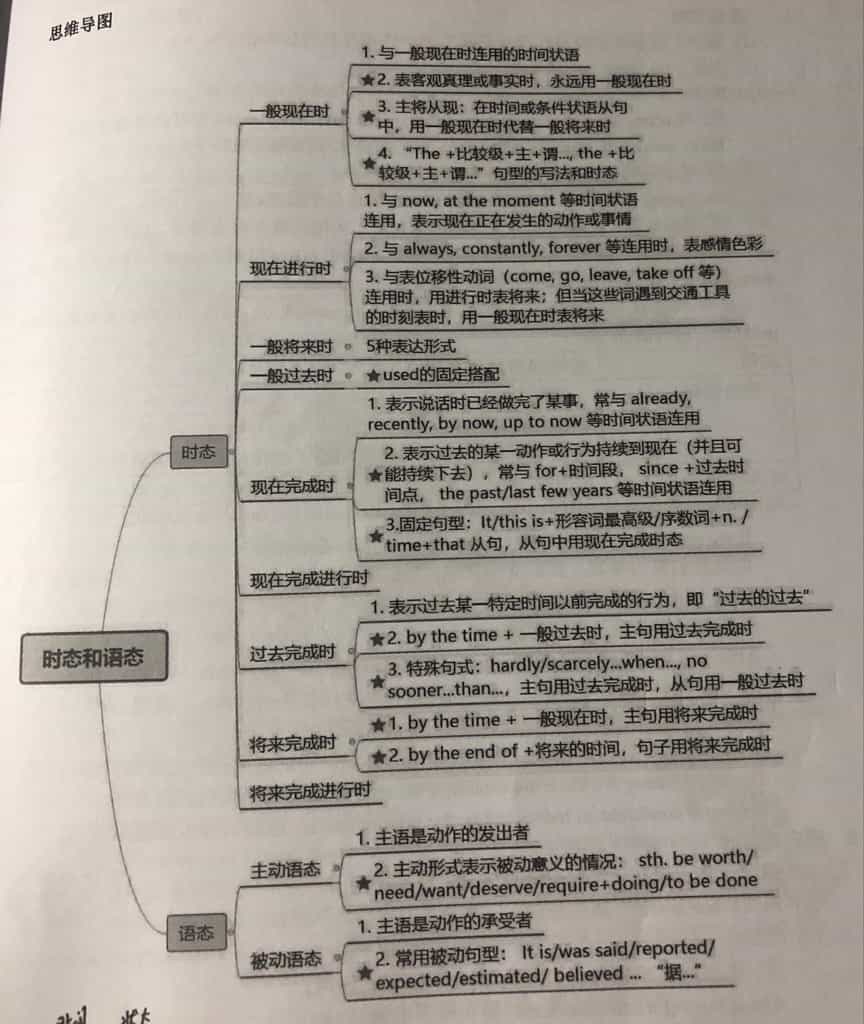 思维导图
1. 与一般现在时连用的时间状语
★2. 表客观真理或事实时，永远用一般现在时
一般现在时
★3. 主将从现：在时间或条件状语从句
中，用一般现在时代替一般将来时
★4. “The +比较级+主+谓..., the +比
较级+主+谓...”句型的写法和时态
1. 与 now, at the moment 等时间状语
连用，表示现在正在发生的动作或事情
2. 与 always, constantly, forever 等连用时，表感情色彩
现在进行时
3. 与表位移性动词（come, go, leave, take off 等）
连用时，用进行时表将来；但当这些词遇到交通工具
的时刻表时，用一般现在时表将来
一般将来时
5种表达形式
一般过去时
★used的固定搭配
1. 表示说话时已经做完了某事，常与 already,
recently, by now, up to now 等时间状语连用
时态
2. 表示过去的某一动作或行为持续到现在（并且可
★能持续下去），常与 for+时间段， since +过去时
间点， the past/last few years 等时间状语连用
现在完成时
★3.固定句型：It/this is+形容词最高级/序数词+n. /
time+that 从句，从句中用现在完成时态
现在完成进行时
1. 表示过去某一特定时间以前完成的行为，即“过去的过去”
★2. by the time + 一般过去时，主句用过去完成时
过去完成时
时态和语态
★3. 特殊句式：hardly/scarcely...when..., no
sooner...than...，主句用过去完成时，从句用一般过去时
★1. by the time + 一般现在时，主句用将来完成时
将来完成时
★2. by the end of +将来的时间，句子用将来完成时
将来完成进行时
1. 主语是动作的发出者
主动语态
★2. 主动形式表示被动意义的情况： sth. be worth/
need/want/deserve/require+doing/to be done
语态
1. 主语是动作的承受者
被动语态
★2. 常用被动句型： It is/was said/reported/
expected/estimated/ believed ... “据...“